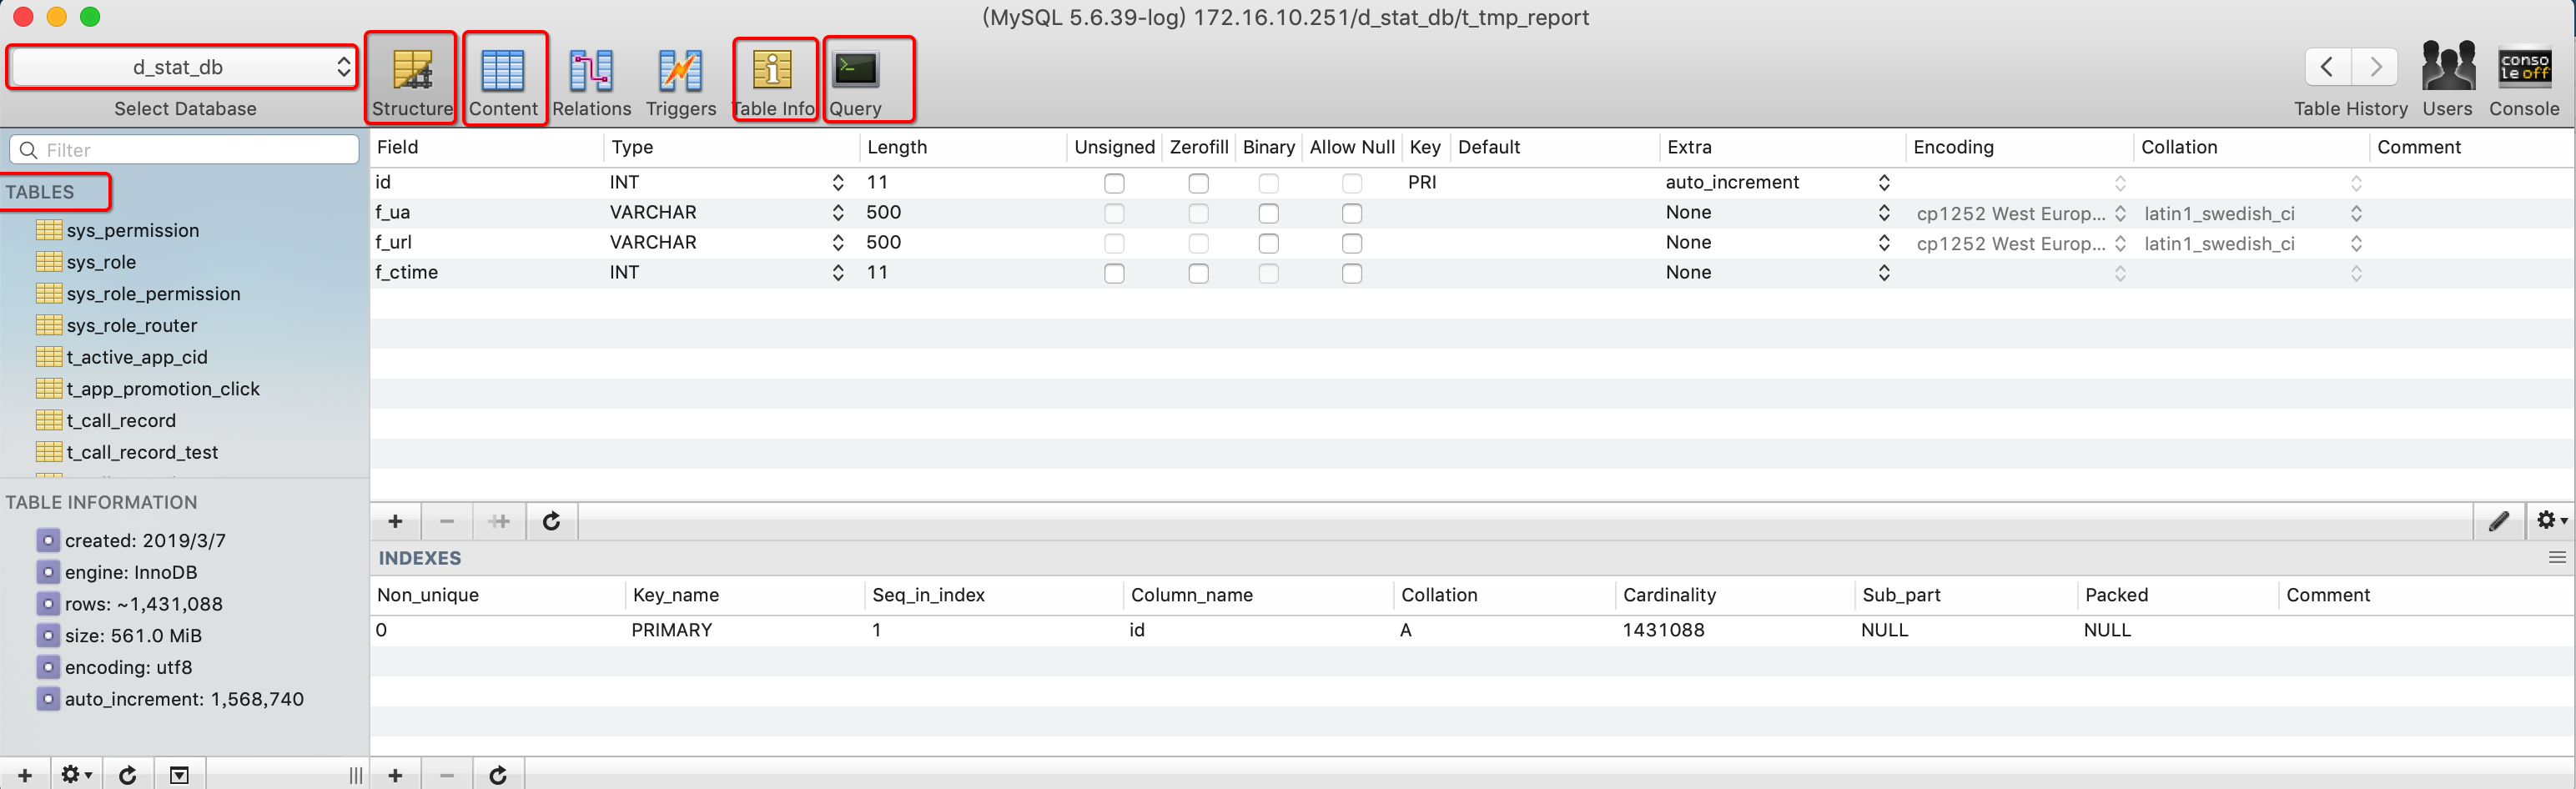 (MySQL 5.6.39-log) 172.16.10.251/d_stat_db/t_tmp_report
d_stat_db
Select Database
Structure Content Relations Triggers Table Info Query
conso
le off
Table History Users Console
Filter
TABLES
sys_permission
sys_role
sys_role_permission
sys_role_router
t_active_app_cid
t_app_promotion_click
t_call_record
t_call_record_test
TABLE INFORMATION
created: 2019/3/7
engine: InnoDB
rows: ~1,431,088
size: 561.0 MiB
encoding: utf8
auto_increment: 1,568,740
Field Type Length Unsigned Zerofill Binary Allow Null Key Default Extra Encoding Collation Comment
id INT 11 PRI auto_increment
f_ua VARCHAR 500 None cp1252 West Europ... latin1_swedish_ci
f_url VARCHAR 500 None cp1252 West Europ... latin1_swedish_ci
f_ctime INT 11 None
INDEXES
Non_unique Key_name Seq_in_index Column_name Collation Cardinality Sub_part Packed Comment
0 PRIMARY 1 id A 1431088 NULL NULL